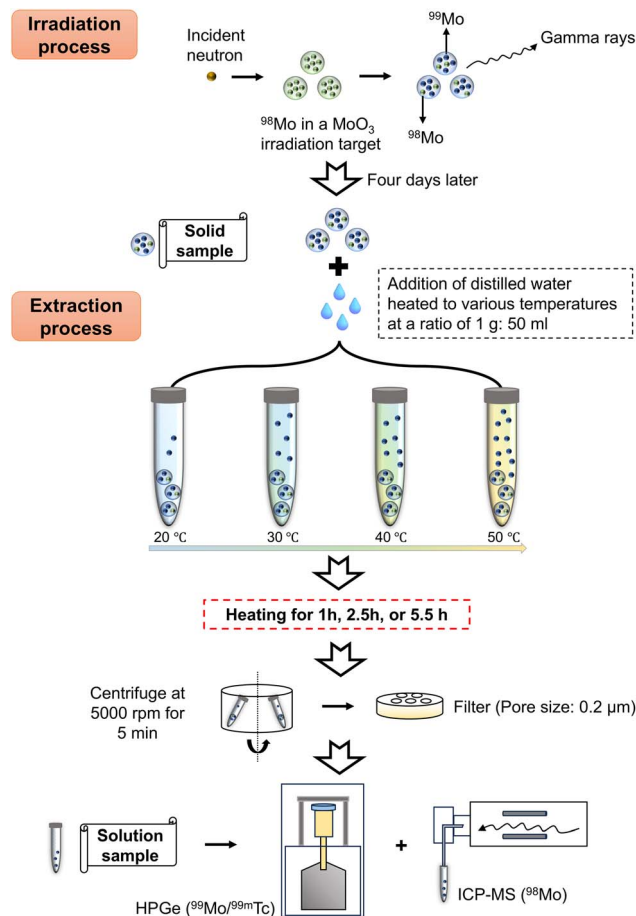 Irradiation
process
Incident
neutron
⁹⁹Mo
Gamma rays
⁹⁸Mo in a MoO₃
irradiation target
⁹⁸Mo
Four days later
Solid
sample
Addition of distilled water
heated to various temperatures
at a ratio of 1 g: 50 ml
Extraction
process
20 ℃ 30 ℃ 40 ℃ 50 ℃
Heating for 1h, 2.5h, or 5.5 h
Centrifuge at
5000 rpm for
5 min
Filter (Pore size: 0.2 μm)
Solution
sample
HPGe (⁹⁹Mo/⁹⁹ᵐTc)
ICP-MS (⁹⁸Mo)